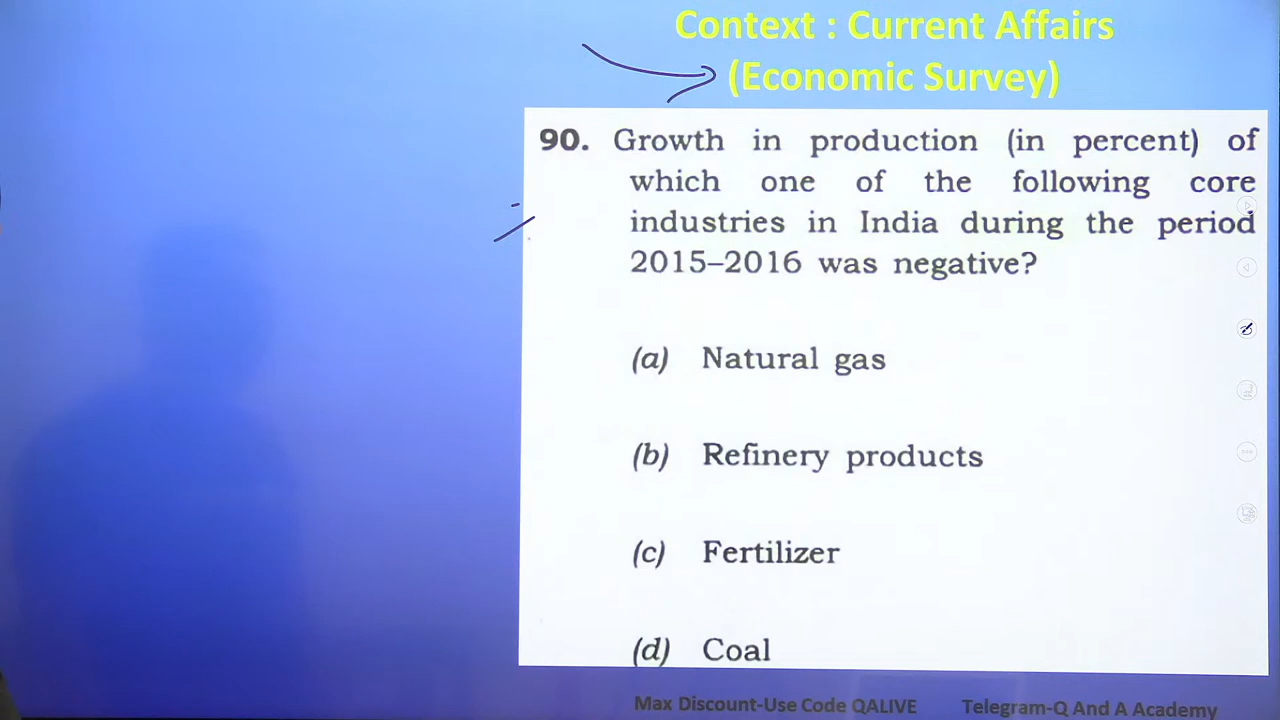 Context : Current Affairs
(Economic Survey)
90. Growth in production (in percent) of
which one of the following core
industries in India during the period
2015–2016 was negative?
(a) Natural gas
(b) Refinery products
(c) Fertilizer
(d) Coal
Max Discount-Use Code QALIVE Telegram-Q And A Academy